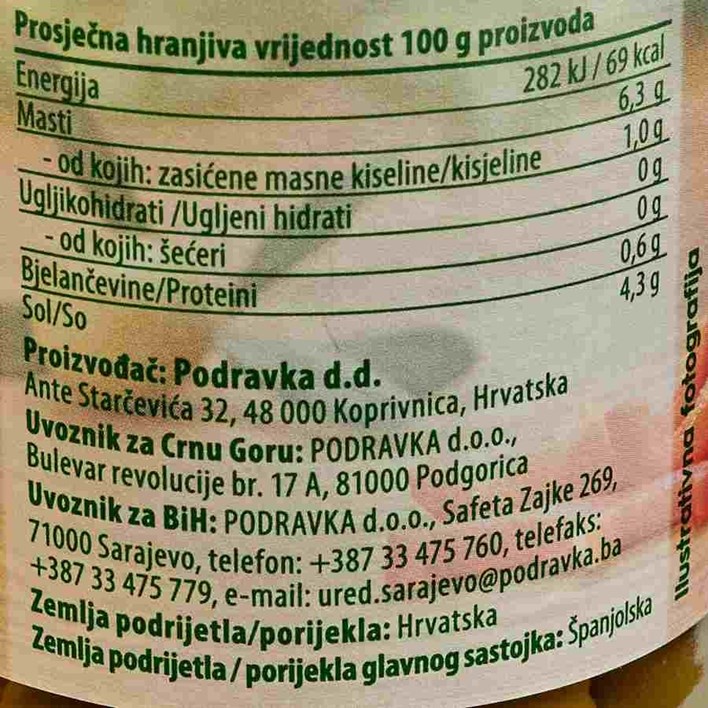 Prosječna hranjiva vrijednost 100 g proizvoda
Energija 282 kJ / 69 kcal
Masti 6,3 g
- od kojih: zasićene masne kiseline/kisjeline 1,0 g
Ugljikohidrati /Ugljeni hidrati 0 g
- od kojih: šećeri 0 g
Bjelančevine/Proteini 0,6 g
Sol/So 4,3 g
Proizvođač: Podravka d.d.
Ante Starčevića 32, 48 000 Koprivnica, Hrvatska
Uvoznik za Crnu Goru: PODRAVKA d.o.o.,
Bulevar revolucije br. 17 A, 81000 Podgorica
Uvoznik za BiH: PODRAVKA d.o.o., Safeta Zajke 269,
71000 Sarajevo, telefon: +387 33 475 760, telefaks:
+387 33 475 779, e-mail: ured.sarajevo@podravka.ba
Zemlja podrijetla/porijekla: Hrvatska
Zemlja podrijetla / porijekla glavnog sastojka: Španjolska
Ilustrativna fotografija